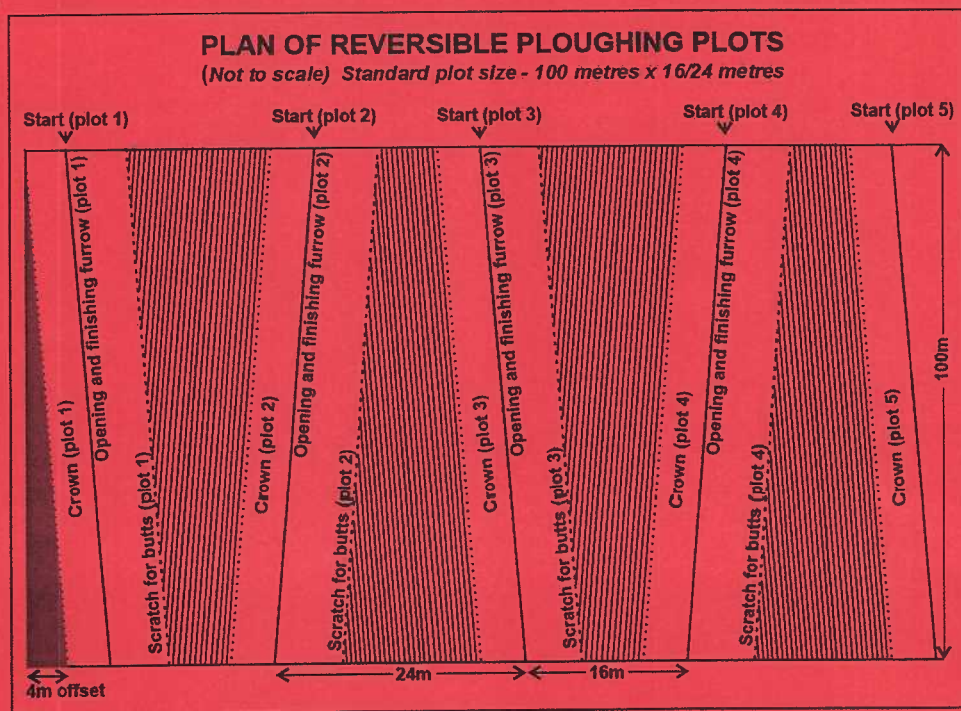 PLAN OF REVERSIBLE PLOUGHING PLOTS
(Not to scale) Standard plot size - 100 metres x 16/24 metres
Start (plot 1)
Start (plot 2)
Start (plot 3)
Start (plot 4)
Start (plot 5)
Crown (plot 1)
Opening and finishing furrow (plot 1)
Scratch for butts (plot 1)
Crown (plot 2)
Opening and finishing furrow (plot 2)
Scratch for butts (plot 2)
Crown (plot 3)
Opening and finishing furrow (plot 3)
Scratch for butts (plot 3)
Crown (plot 4)
Opening and finishing furrow (plot 4)
Scratch for butts (plot 4)
Crown (plot 5)
100m
4m offset
24m
16m